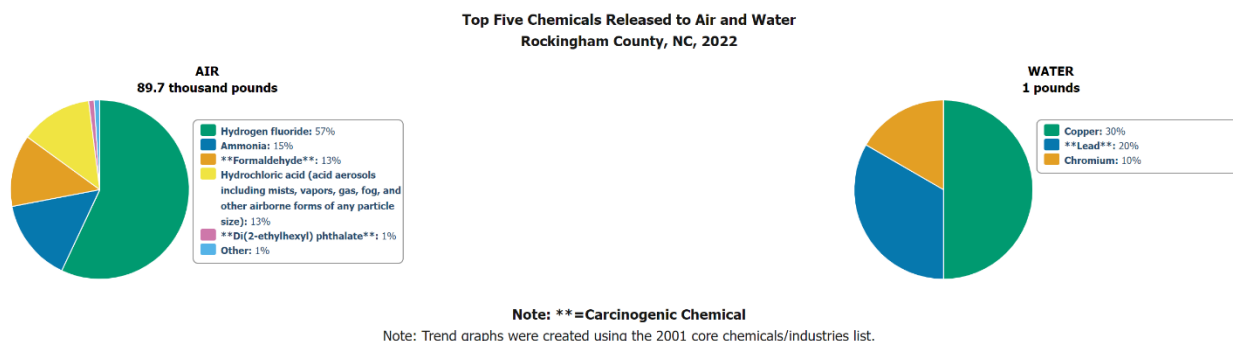 Top Five Chemicals Released to Air and Water
Rockingham County, NC, 2022
AIR
89.7 thousand pounds
Hydrogen fluoride: 57%
Ammonia: 15%
**Formaldehyde**: 13%
Hydrochloric acid (acid aerosols
including mists, vapors, gas, fog, and
other airborne forms of any particle
size): 13%
**Di(2-ethylhexyl) phthalate**: 1%
Other: 1%
WATER
1 pounds
Copper: 30%
**Lead**: 20%
Chromium: 10%
Note: **=Carcinogenic Chemical
Note: Trend graphs were created using the 2001 core chemicals/industries list.